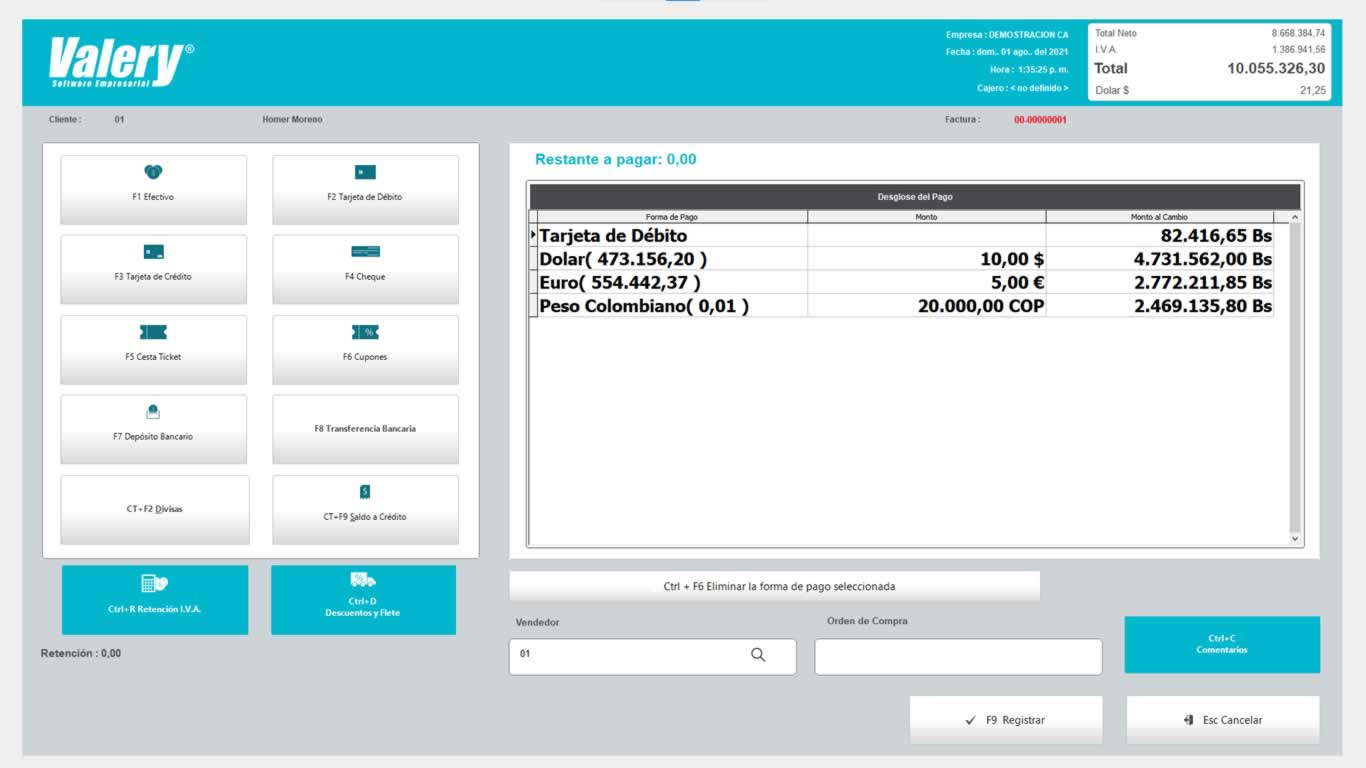 Valery®
Software Empresarial
Empresa : DEMOSTRACION CA
Fecha : dom.. 01 ago.. del 2021
Hora : 1:35:25 p. m.
Cajero : < no definido >
Total Neto 8.668.384,74
I.V.A. 1.386.941,56
Total 10.055.326,30
Dolar $ 21,25
Cliente : 01 Homer Moreno
Factura : 00-00000001
F1 Efectivo
F2 Tarjeta de Débito
F3 Tarjeta de Crédito
F4 Cheque
F5 Cesta Ticket
F6 Cupones
F7 Depósito Bancario
F8 Transferencia Bancaria
CT+F2 Divisas
CT+F9 Saldo a Crédito
Ctrl+R Retención I.V.A.
Ctrl+D
Descuentos y Flete
Retención : 0,00
Restante a pagar: 0,00
Desglose del Pago
Forma de Pago Monto Monto al Cambio
Tarjeta de Débito 82.416,65 Bs
Dolar( 473.156,20 ) 10,00 $ 4.731.562,00 Bs
Euro( 554.442,37 ) 5,00 € 2.772.211,85 Bs
Peso Colombiano( 0,01 ) 20.000,00 COP 2.469.135,80 Bs
Ctrl + F6 Eliminar la forma de pago seleccionada
Vendedor
01
Orden de Compra
Ctrl+C
Comentarios
F9 Registrar
Esc Cancelar